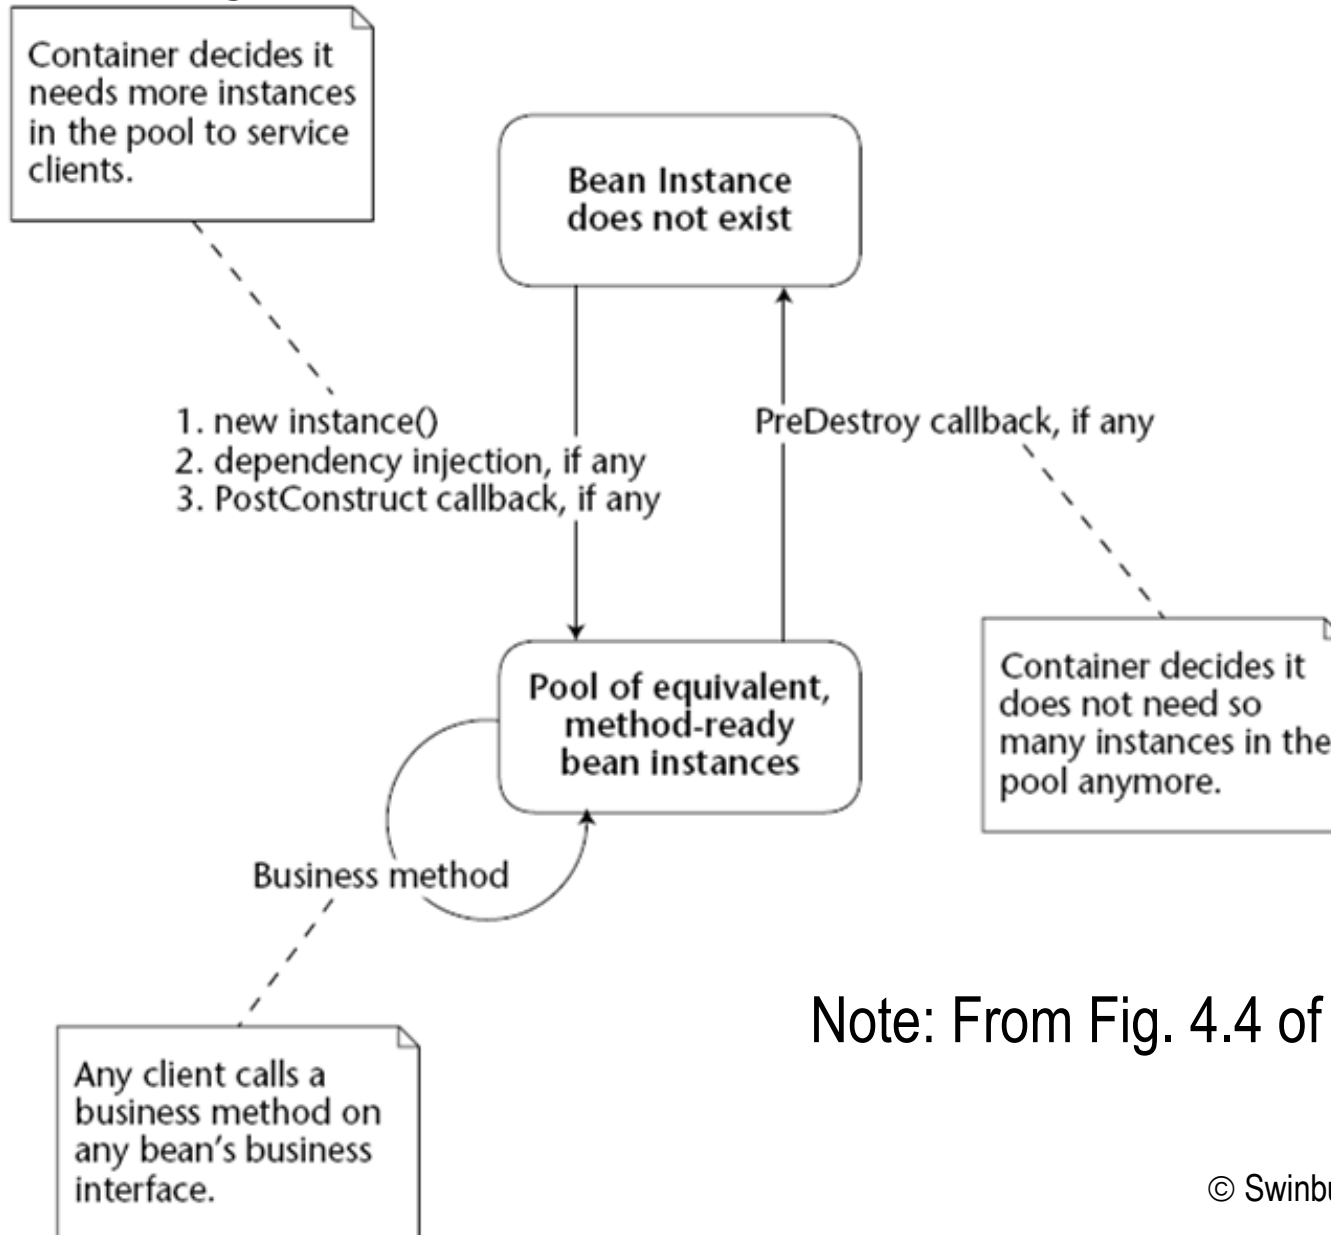 Container decides it
needs more instances
in the pool to service
clients.
Bean Instance
does not exist
1. new instance()
2. dependency injection, if any
3. PostConstruct callback, if any
PreDestroy callback, if any
Pool of equivalent,
method-ready
bean instances
Container decides it
does not need so
many instances in the
pool anymore.
Business method
Note: From Fig. 4.4 of
Any client calls a
business method on
any bean's business
interface.
©